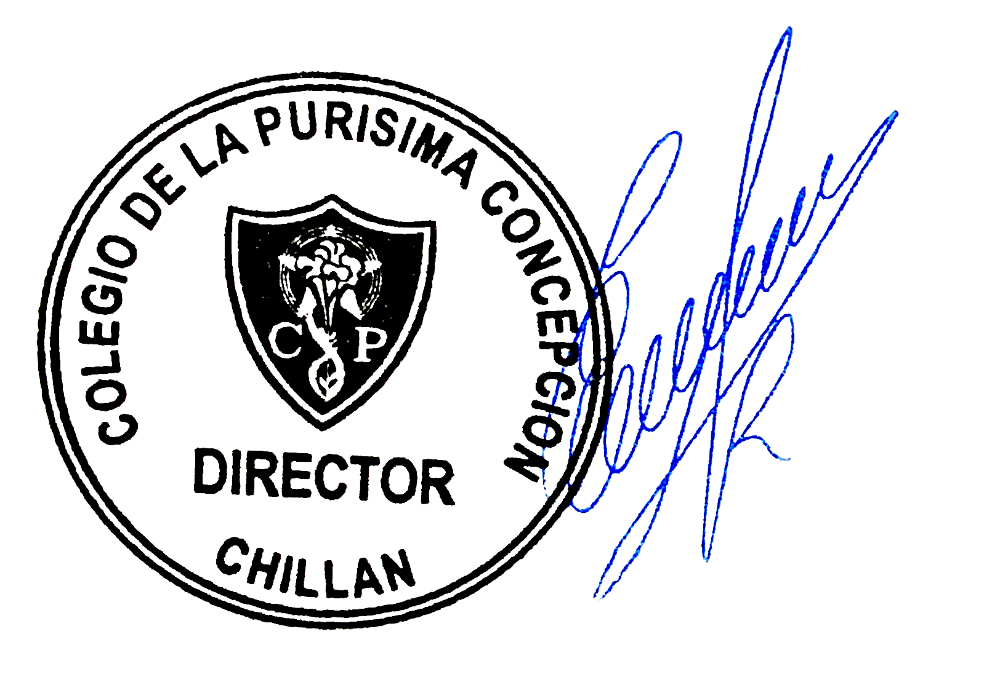 COLEGIO DE LA PURISIMA CONCEPCION
C P
DIRECTOR
CHILLAN